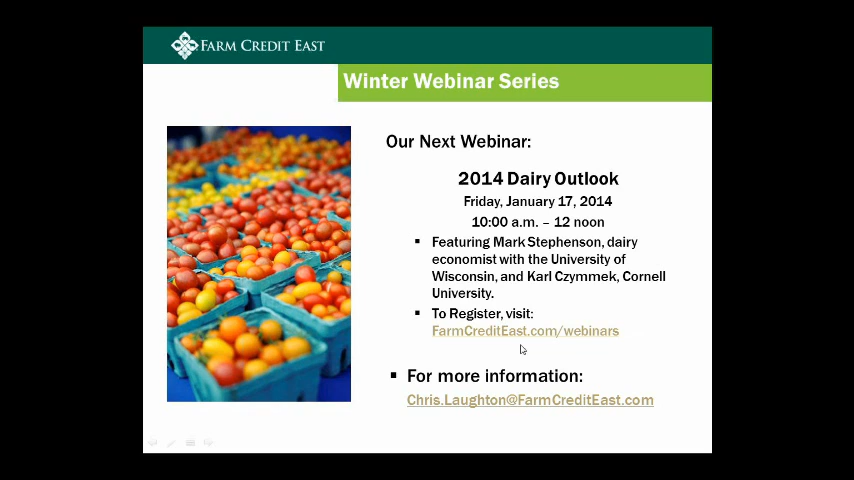 FARM CREDIT EAST
Winter Webinar Series
Our Next Webinar:
2014 Dairy Outlook
Friday, January 17, 2014
10:00 a.m. – 12 noon
▪ Featuring Mark Stephenson, dairy
economist with the University of
Wisconsin, and Karl Czymmek, Cornell
University.
▪ To Register, visit:
FarmCreditEast.com/webinars
▪ For more information:
Chris.Laughton@FarmCreditEast.com